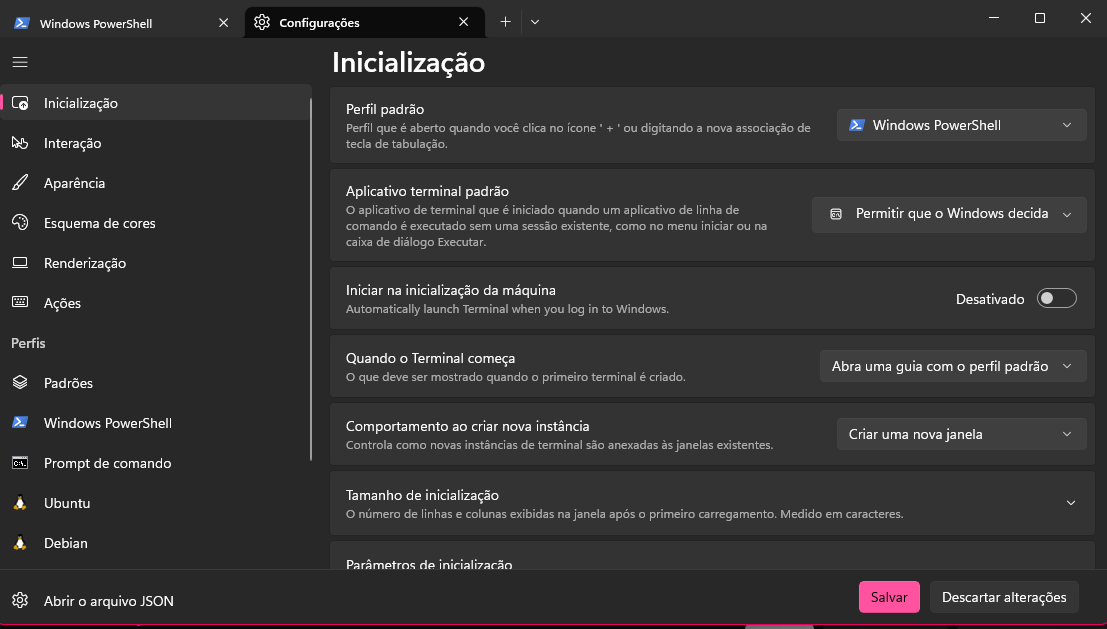 Windows PowerShell
Configurações
Inicialização
Interação
Aparência
Esquema de cores
Renderização
Ações
Perfis
Padrões
Windows PowerShell
Prompt de comando
Ubuntu
Debian
Abrir o arquivo JSON
Inicialização
Perfil padrão
Perfil que é aberto quando você clica no ícone ' + ' ou digitando a nova associação de
tecla de tabulação.
Windows PowerShell
Aplicativo terminal padrão
O aplicativo de terminal que é iniciado quando um aplicativo de linha de
comando é executado sem uma sessão existente, como no menu iniciar ou na
caixa de diálogo Executar.
Permitir que o Windows decida
Iniciar na inicialização da máquina
Automatically launch Terminal when you log in to Windows.
Desativado
Quando o Terminal começa
O que deve ser mostrado quando o primeiro terminal é criado.
Abra uma guia com o perfil padrão
Comportamento ao criar nova instância
Controla como novas instâncias de terminal são anexadas às janelas existentes.
Criar uma nova janela
Tamanho de inicialização
O número de linhas e colunas exibidas na janela após o primeiro carregamento. Medido em caracteres.
Parâmetros de inicialização
Salvar
Descartar alterações